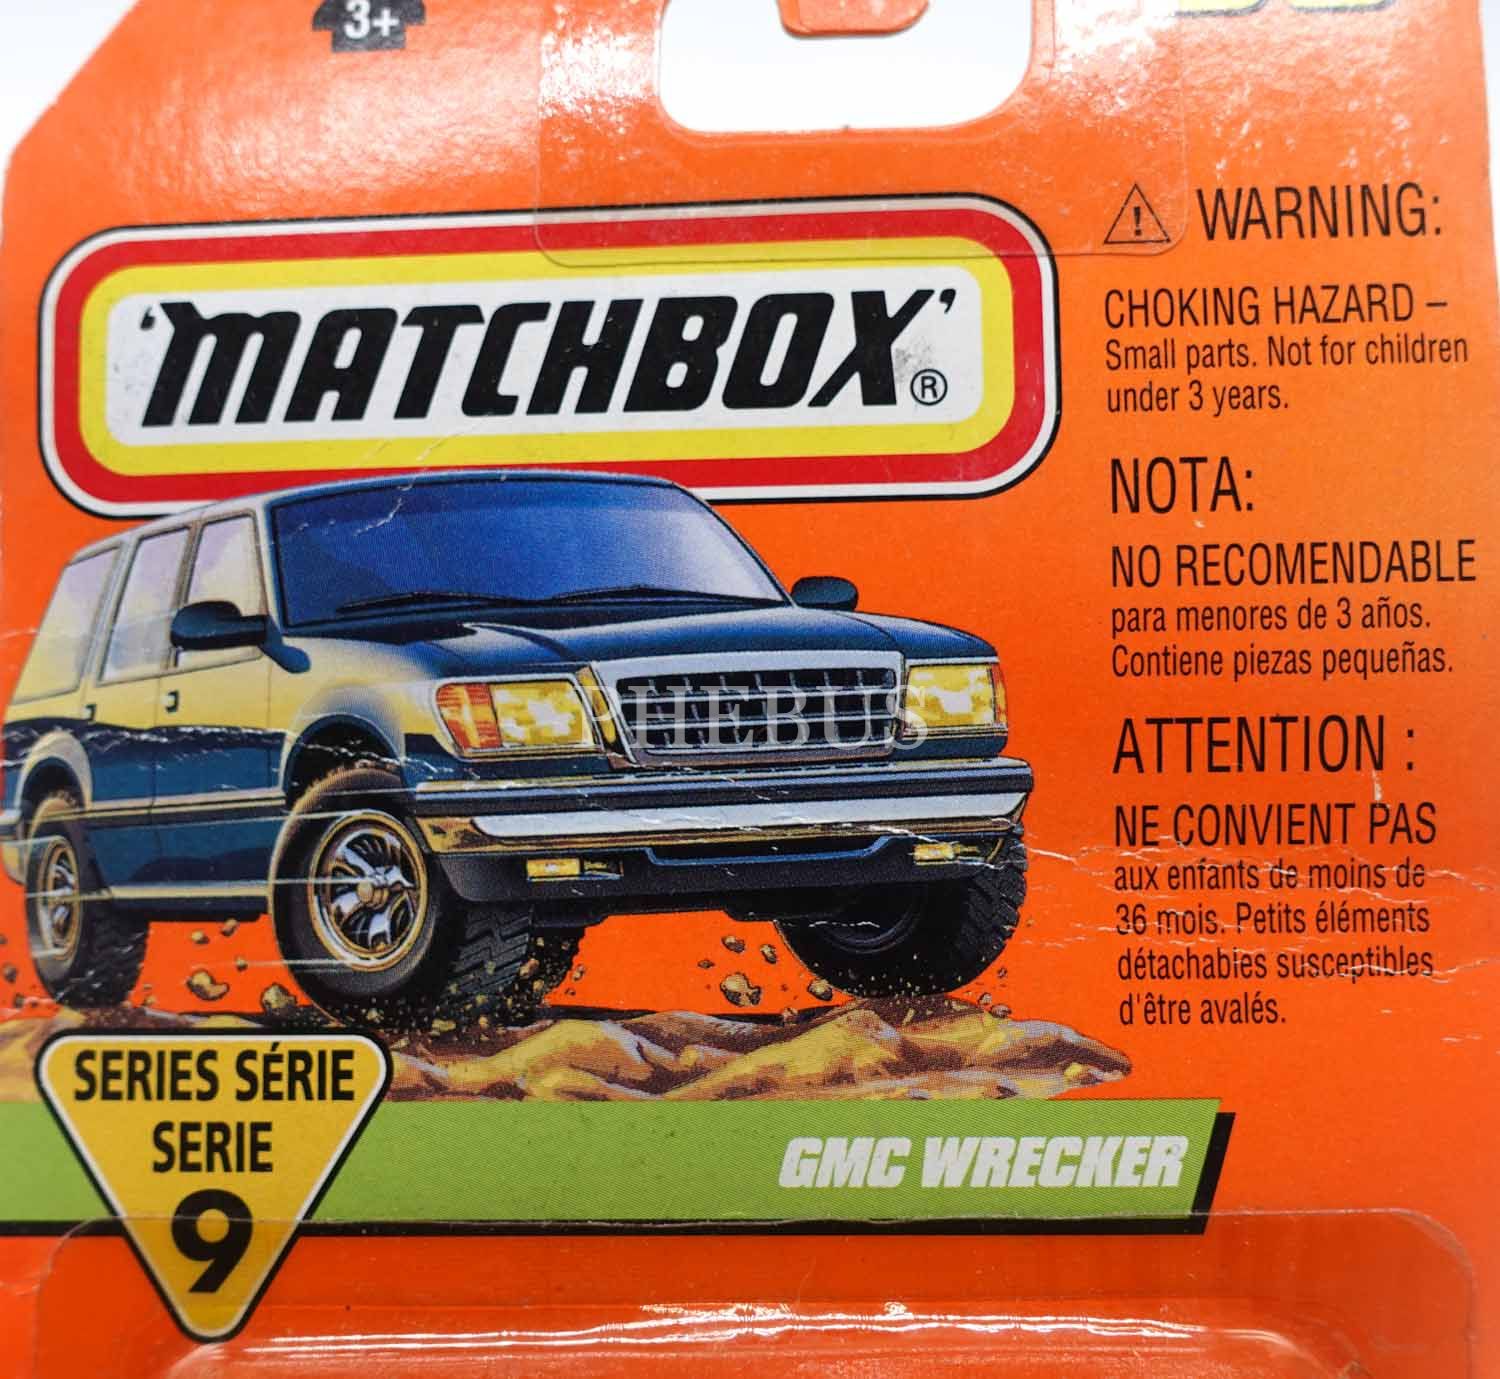 3+
'MATCHBOX'®
WARNING:
CHOKING HAZARD –
Small parts. Not for children
under 3 years.
NOTA:
NO RECOMENDABLE
para menores de 3 años.
Contiene piezas pequeñas.
ATTENTION :
NE CONVIENT PAS
aux enfants de moins de
36 mois. Petits éléments
détachables susceptibles
d'être avalés.
PHEBUS
SERIES SÉRIE
SERIE
9
GMC WRECKER